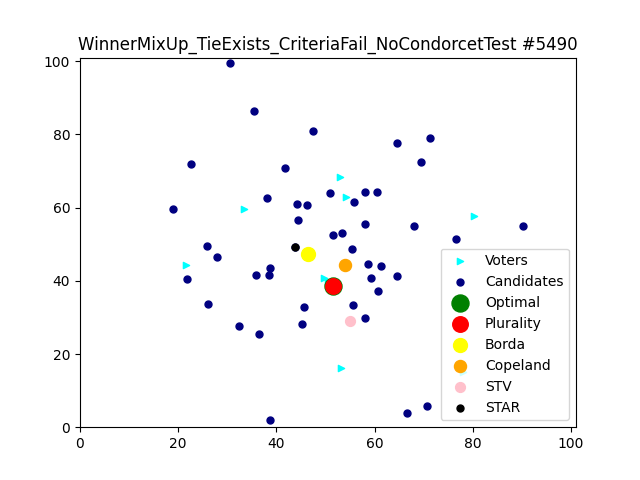 WinnerMixUp_TieExists_CriteriaFail_NoCondorcetTest #5490
100
80
60
40
20
0
0 20 40 60 80 100
Voters
Candidates
Optimal
Plurality
Borda
Copeland
STV
STAR